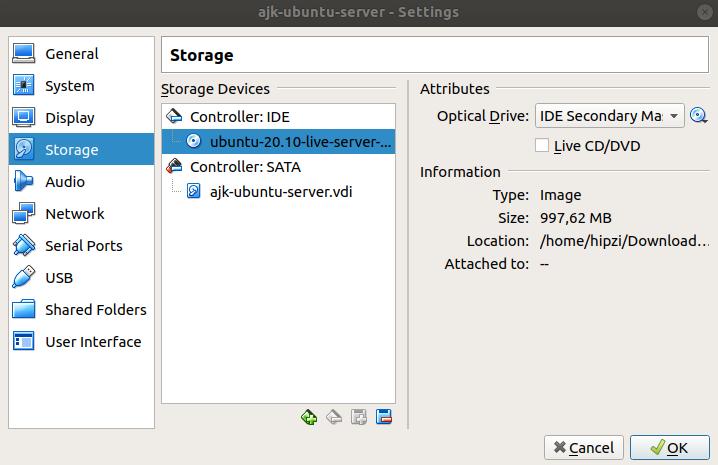 ajk-ubuntu-server - Settings
General
System
Display
Storage
Audio
Network
Serial Ports
USB
Shared Folders
User Interface
Storage
Storage Devices
Controller: IDE
ubuntu-20.10-live-server-...
Controller: SATA
ajk-ubuntu-server.vdi
Attributes
Optical Drive: IDE Secondary Ma
Live CD/DVD
Information
Type: Image
Size: 997,62 MB
Location: /home/hipzi/Download...
Attached to: --
Cancel
OK